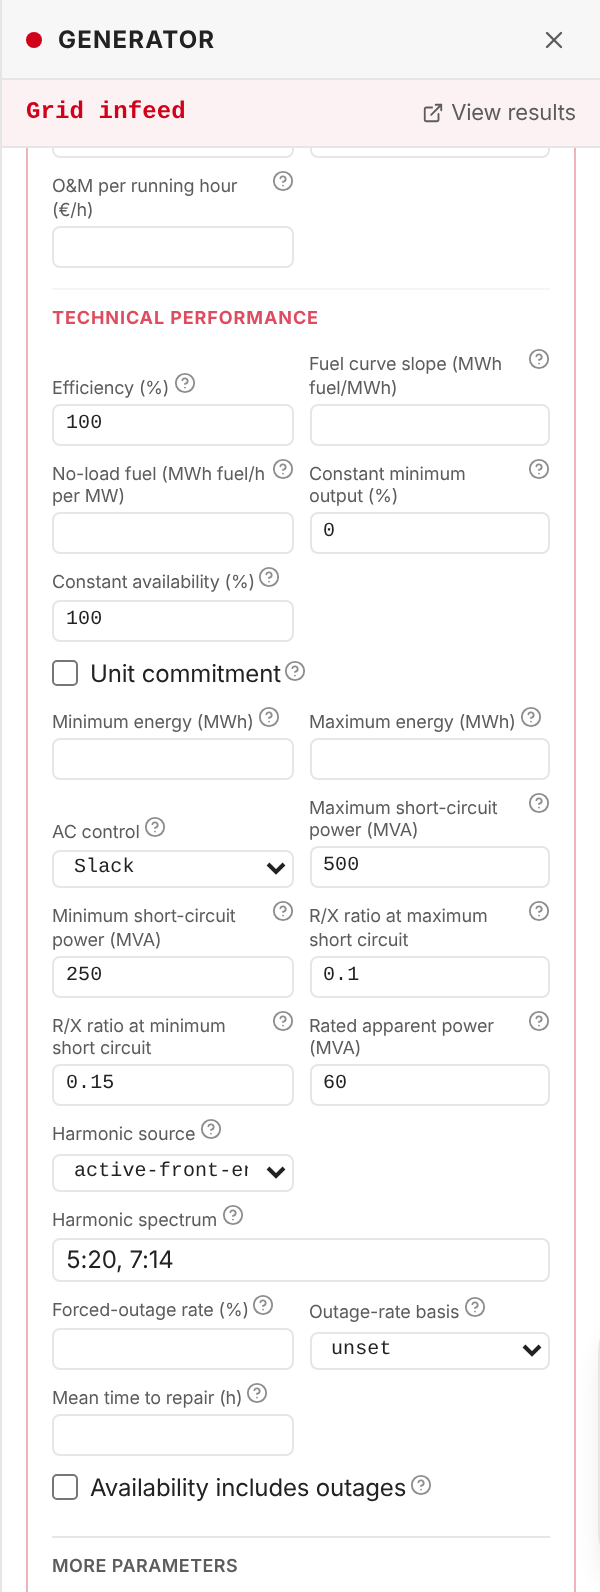 GENERATOR
Grid infeed
View results
O&M per running hour
(€/h)
TECHNICAL PERFORMANCE
Efficiency (%)
Fuel curve slope (MWh
fuel/MWh)
100
No-load fuel (MWh fuel/h
per MW)
Constant minimum
output (%)
0
Constant availability (%)
100
Unit commitment
Minimum energy (MWh)
Maximum energy (MWh)
AC control
Maximum short-circuit
power (MVA)
Slack
500
Minimum short-circuit
power (MVA)
R/X ratio at maximum
short circuit
250
0.1
R/X ratio at minimum
short circuit
Rated apparent power
(MVA)
0.15
60
Harmonic source
active-front-
Harmonic spectrum
5:20, 7:14
Forced-outage rate (%)
Outage-rate basis
unset
Mean time to repair (h)
Availability includes outages
MORE PARAMETERS